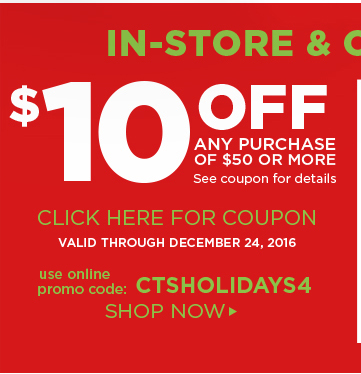 IN-STORE &
$10 OFF
ANY PURCHASE
OF $50 OR MORE
See coupon for details
CLICK HERE FOR COUPON
VALID THROUGH DECEMBER 24, 2016
use online
promo code: CTSHOLIDAYS4
SHOP NOW